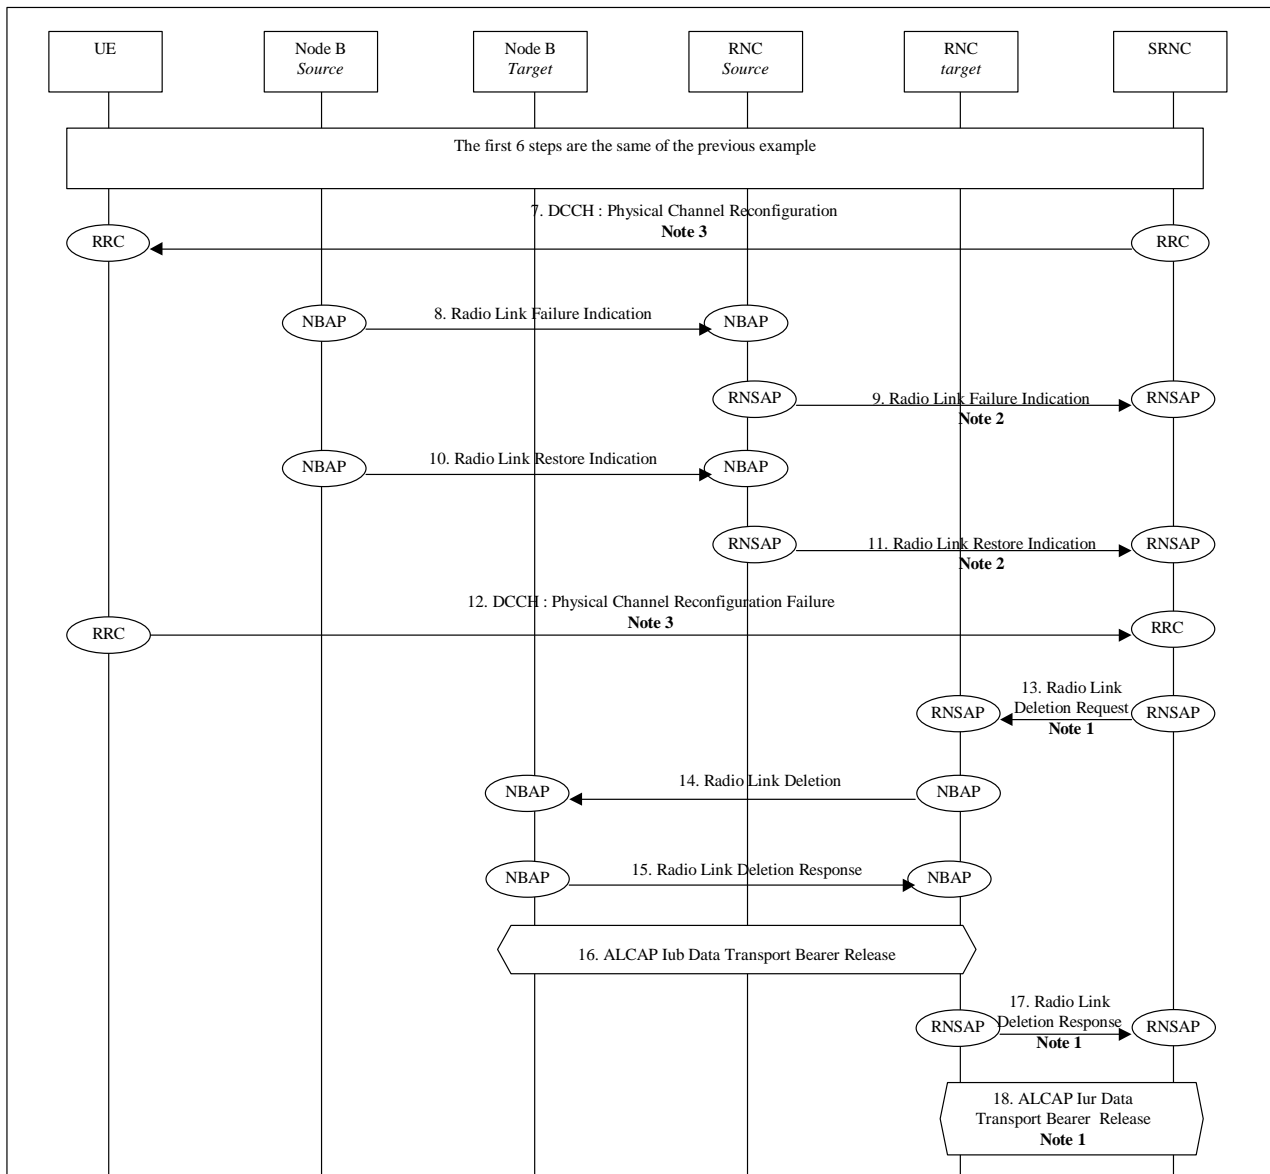 UE
Node B
Source
Node B
Target
RNC
Source
RNC
target
SRNC
The first 6 steps are the same of the previous example
7. DCCH : Physical Channel Reconfiguration
Note 3
RRC
RRC
NBAP
8. Radio Link Failure Indication
NBAP
RNSAP
9. Radio Link Failure Indication
Note 2
RNSAP
NBAP
10. Radio Link Restore Indication
NBAP
RNSAP
11. Radio Link Restore Indication
Note 2
RNSAP
12. DCCH : Physical Channel Reconfiguration Failure
Note 3
RRC
RRC
13. Radio Link
Deletion Request
Note 1
RNSAP
RNSAP
NBAP
14. Radio Link Deletion
NBAP
NBAP
15. Radio Link Deletion Response
NBAP
16. ALCAP Iub Data Transport Bearer Release
17. Radio Link
Deletion Response
Note 1
RNSAP
RNSAP
18. ALCAP Iur Data
Transport Bearer Release
Note 1